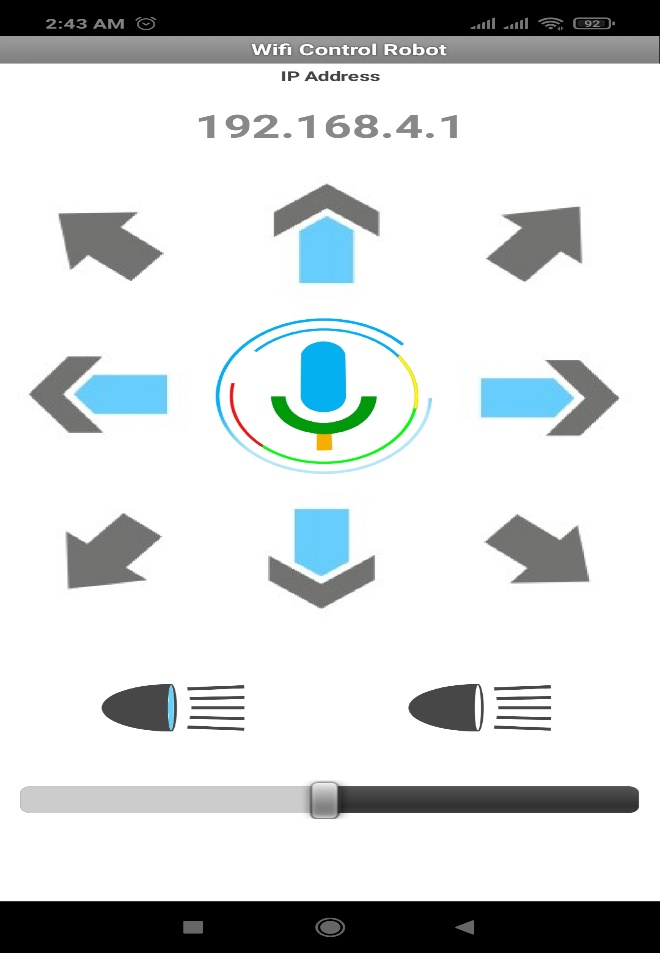 2:43 AM 92
Wifi Control Robot
IP Address
192.168.4.1